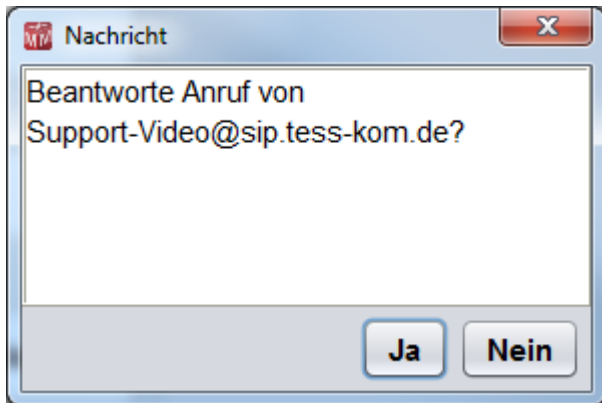 Nachricht
Beantworte Anruf von
Support-Video@sip.tess-kom.de?
Ja
Nein